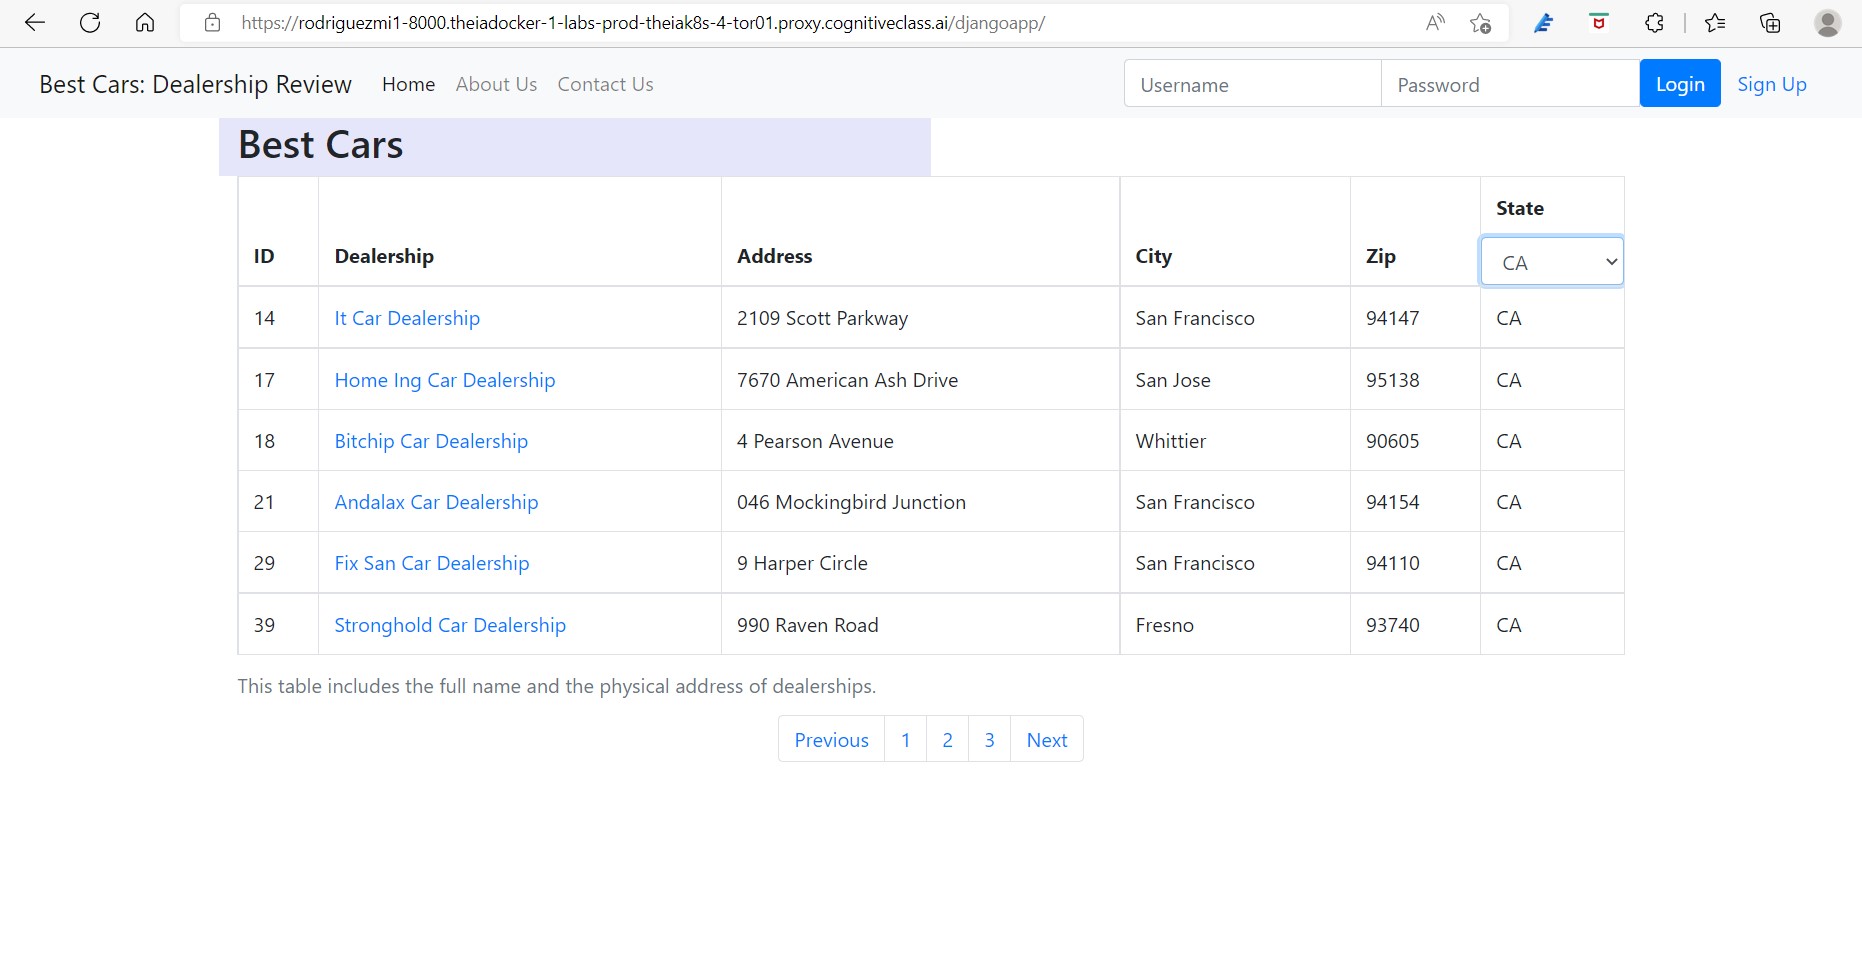 https://rodriguezmi1-8000.theiadocker-1-labs-prod-theiak8s-4-tor01.proxy.cognitiveclass.ai/djangoapp/
Best Cars: Dealership Review Home About Us Contact Us Username Password Login Sign Up
Best Cars
State
ID Dealership Address City Zip CA
14 It Car Dealership 2109 Scott Parkway San Francisco 94147 CA
17 Home Ing Car Dealership 7670 American Ash Drive San Jose 95138 CA
18 Bitchip Car Dealership 4 Pearson Avenue Whittier 90605 CA
21 Andalax Car Dealership 046 Mockingbird Junction San Francisco 94154 CA
29 Fix San Car Dealership 9 Harper Circle San Francisco 94110 CA
39 Stronghold Car Dealership 990 Raven Road Fresno 93740 CA
This table includes the full name and the physical address of dealerships.
Previous 1 2 3 Next